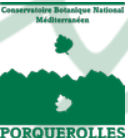 Conservatoire Botanique National
Méditerranéen
PORQUEROLLES